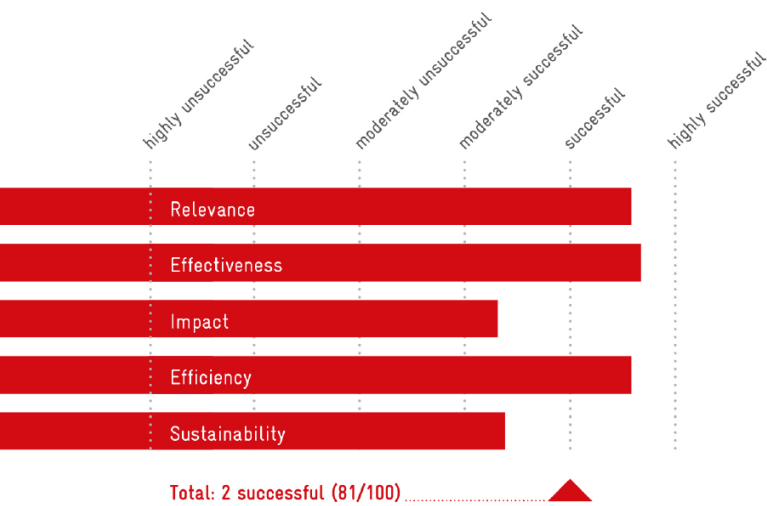 highly unsuccessful
unsuccessful
moderately unsuccessful
moderately successful
successful
highly successful
Relevance
Effectiveness
Impact
Efficiency
Sustainability
Total: 2 successful (81/100)